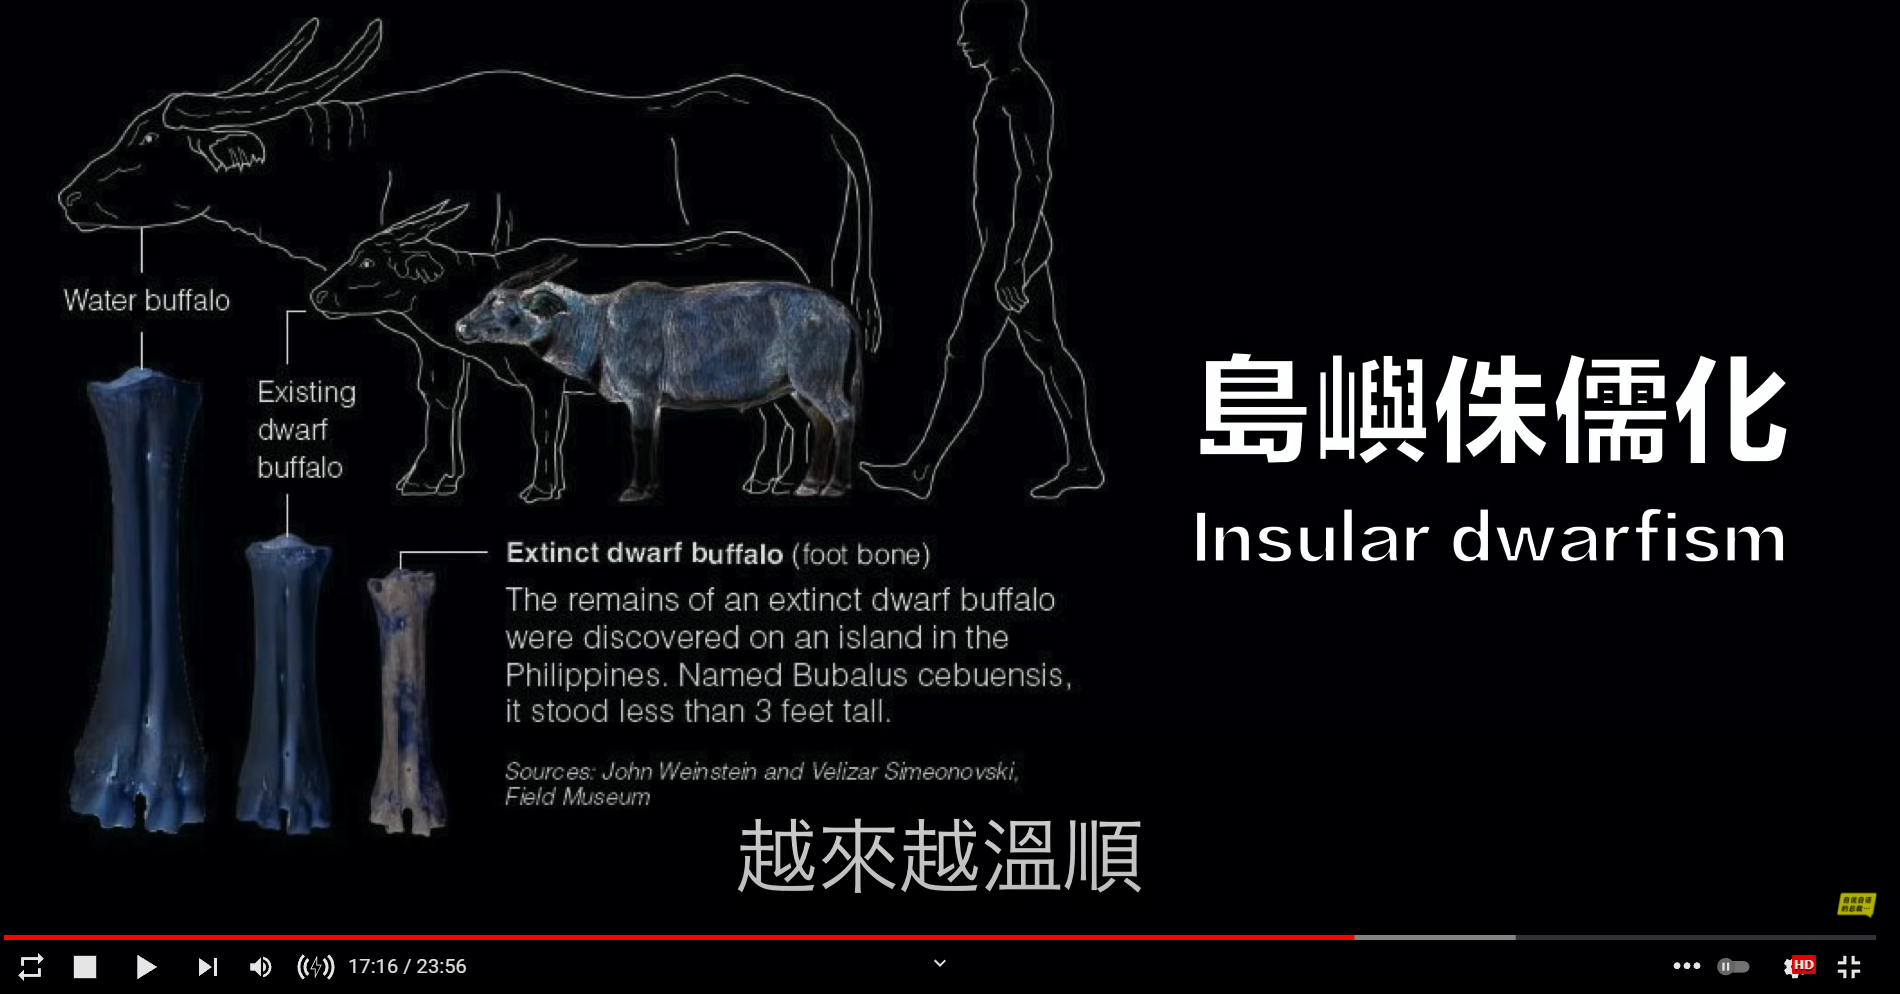 Water buffalo
Existing
dwarf
buffalo
島嶼侏儒化
Insular dwarfism
Extinct dwarf buffalo (foot bone)
The remains of an extinct dwarf buffalo
were discovered on an island in the
Philippines. Named Bubalus cebuensis,
it stood less than 3 feet tall.
Sources: John Weinstein and Velizar Simeonovski,
Field Museum
越來越溫順
17:16 / 23:56
HD